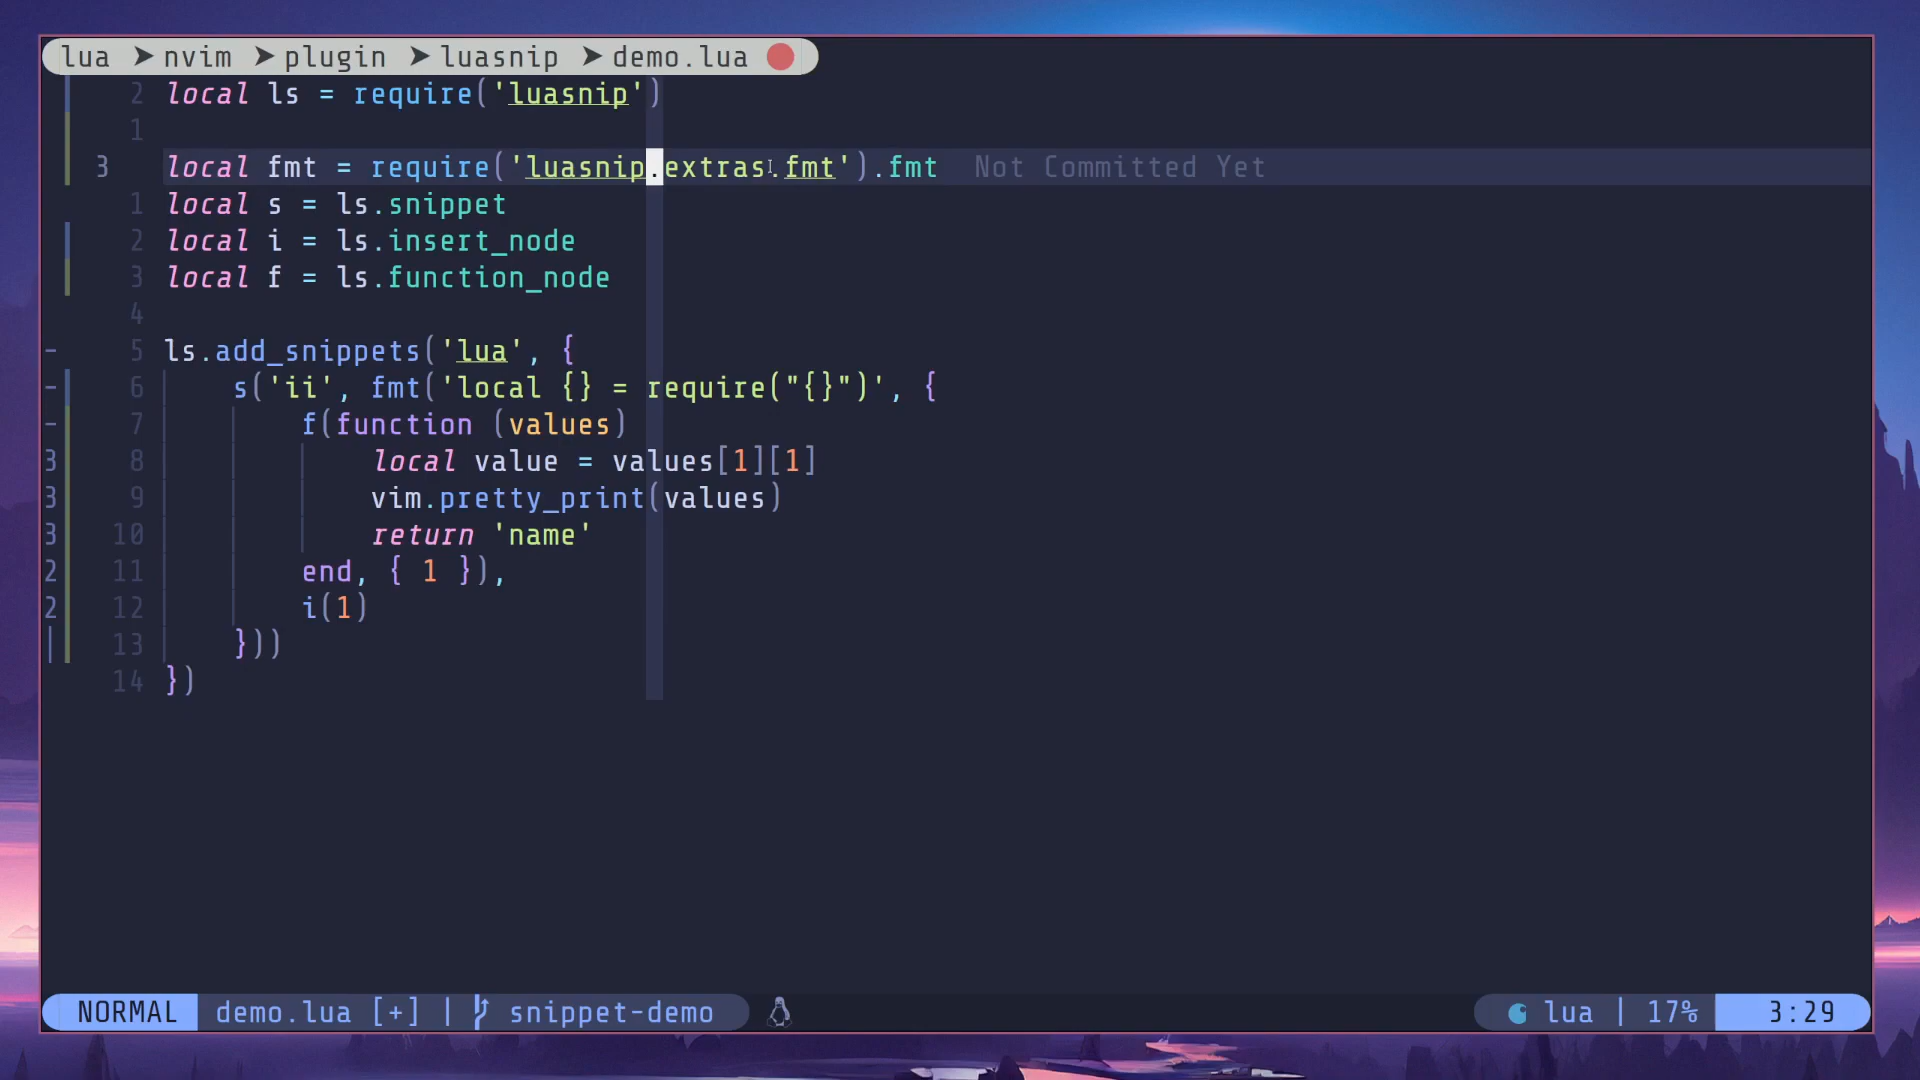 lua ➤ nvim ➤ plugin ➤ luasnip ➤ demo.lua
2 local ls = require('luasnip')
1
3 local fmt = require('luasnip.extras.fmt').fmt Not Committed Yet
1 local s = ls.snippet
2 local i = ls.insert_node
3 local f = ls.function_node
4
- 5 ls.add_snippets('lua', {
- 6 s('ii', fmt('local {} = require("{}")', {
- 7 f(function (values)
3 8 local value = values[1][1]
3 9 vim.pretty_print(values)
3 10 return 'name'
2 11 end, { 1 }),
2 12 i(1)
13 }))
14 })
NORMAL demo.lua [+] | snippet-demo lua | 17% 3:29